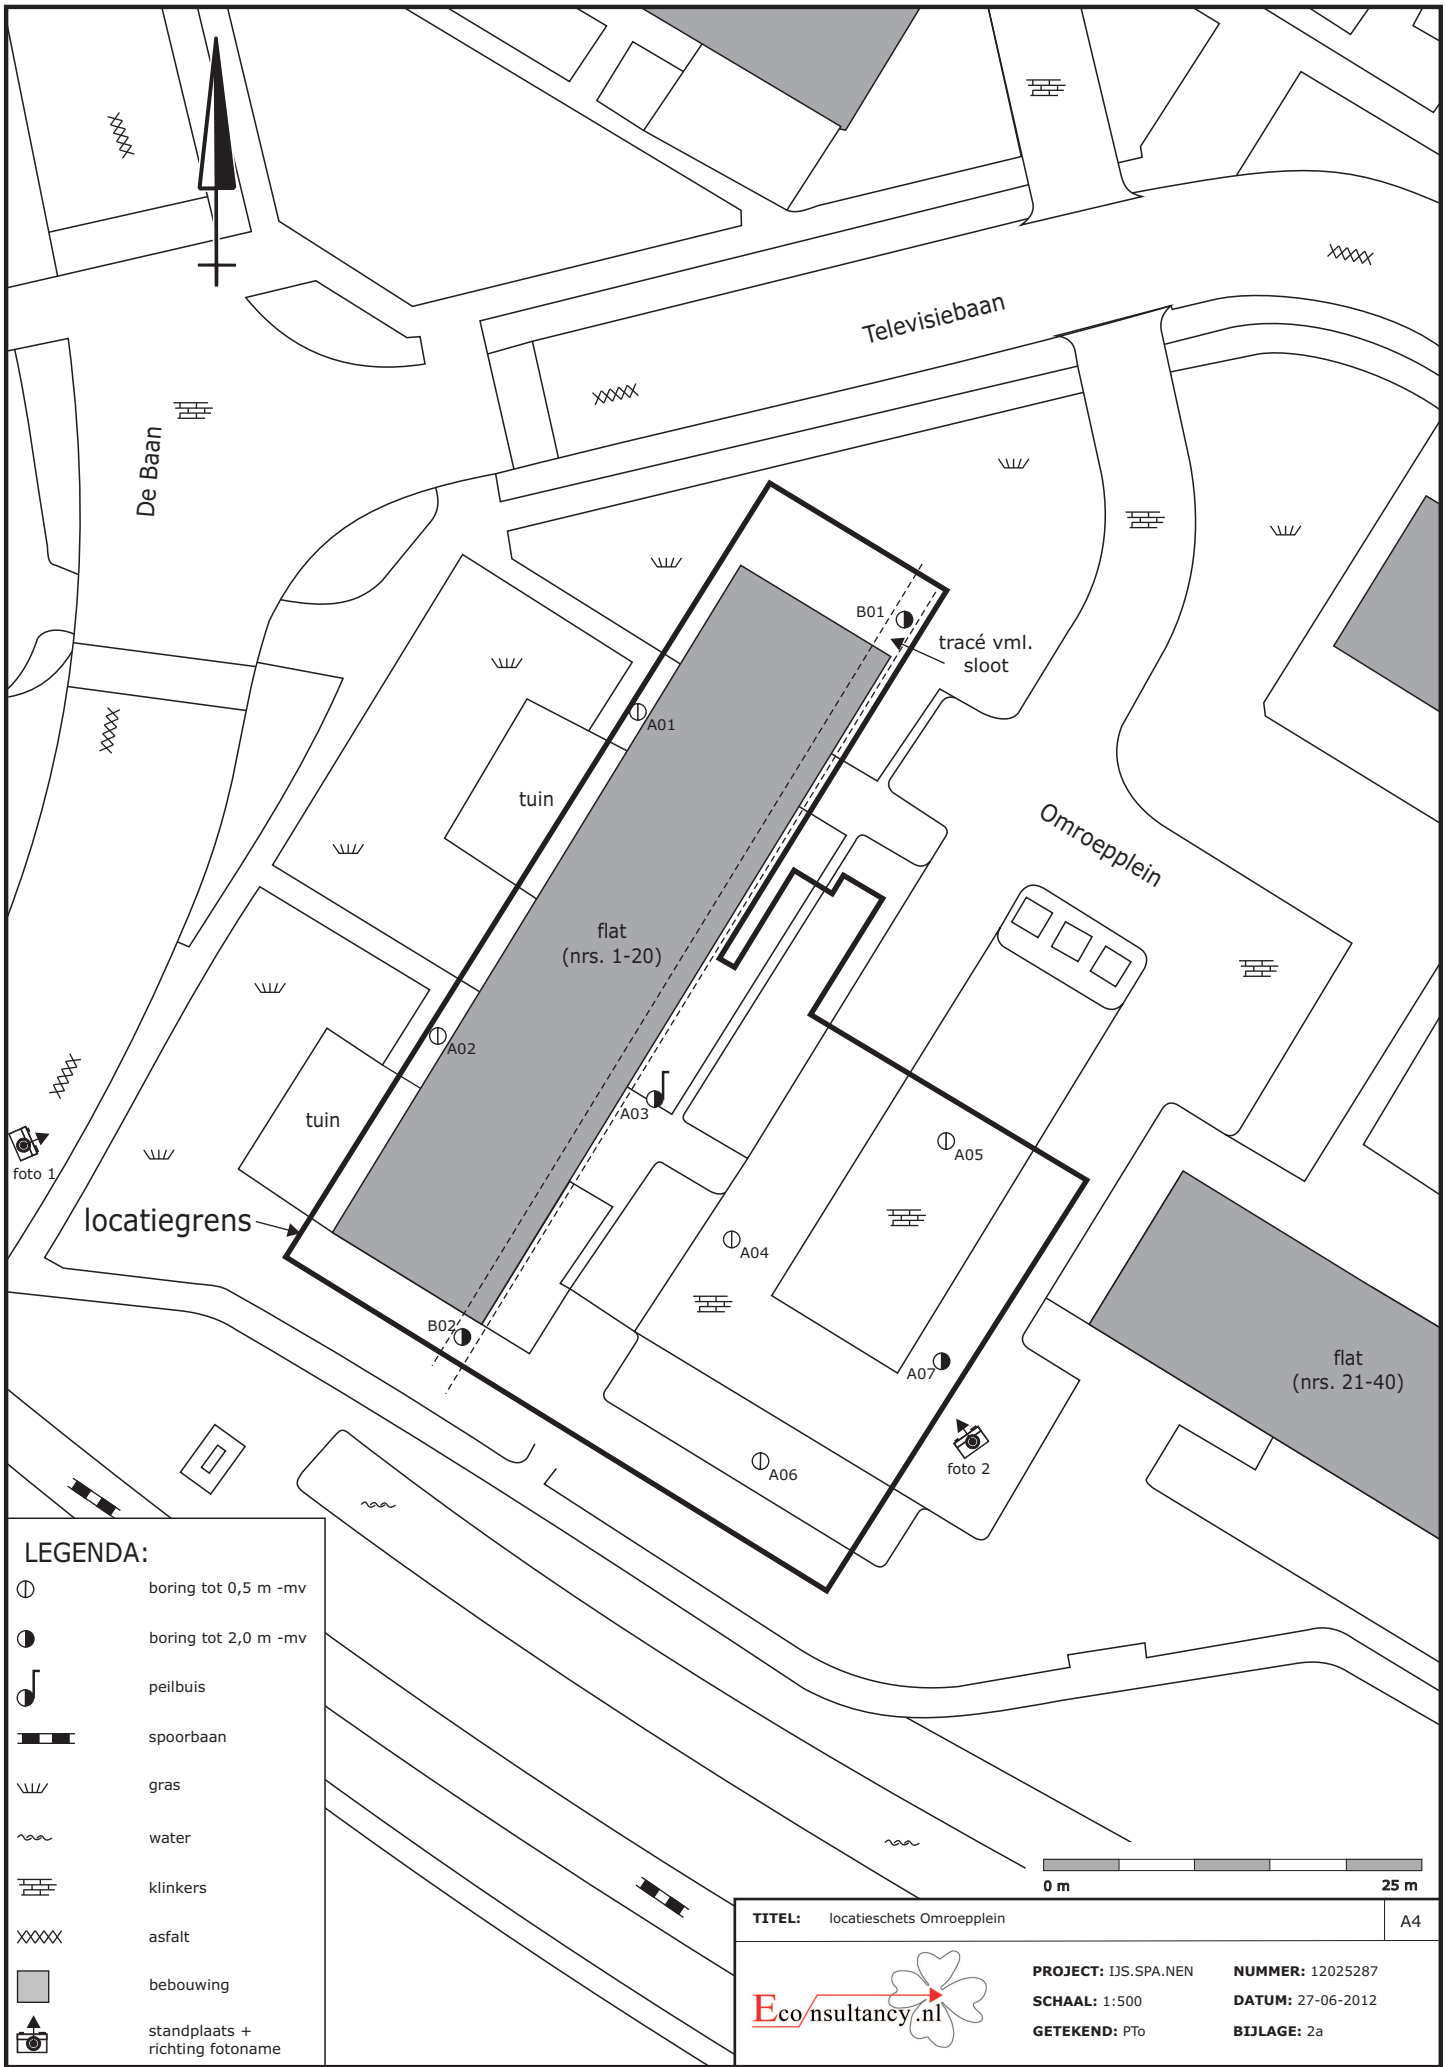 Televisiebaan
De Baan
B01
tracé vml.
sloot
A01
tuin
Omroepplein
flat
(nrs. 1-20)
A02
A03
tuin
A05
foto 1
locatiegrens
A04
B02
A07
flat
(nrs. 21-40)
foto 2
A06
LEGENDA:
boring tot 0,5 m -mv
boring tot 2,0 m -mv
peilbuis
spoorbaan
gras
water
klinkers
asfalt
bebouwing
standplaats +
richting fotoname
0 m 25 m
TITEL: locatieschets Omroepplein A4
Econsultancy.nl
PROJECT: IJS.SPA.NEN NUMMER: 12025287
SCHAAL: 1:500 DATUM: 27-06-2012
GETEKEND: PTo BIJLAGE: 2a